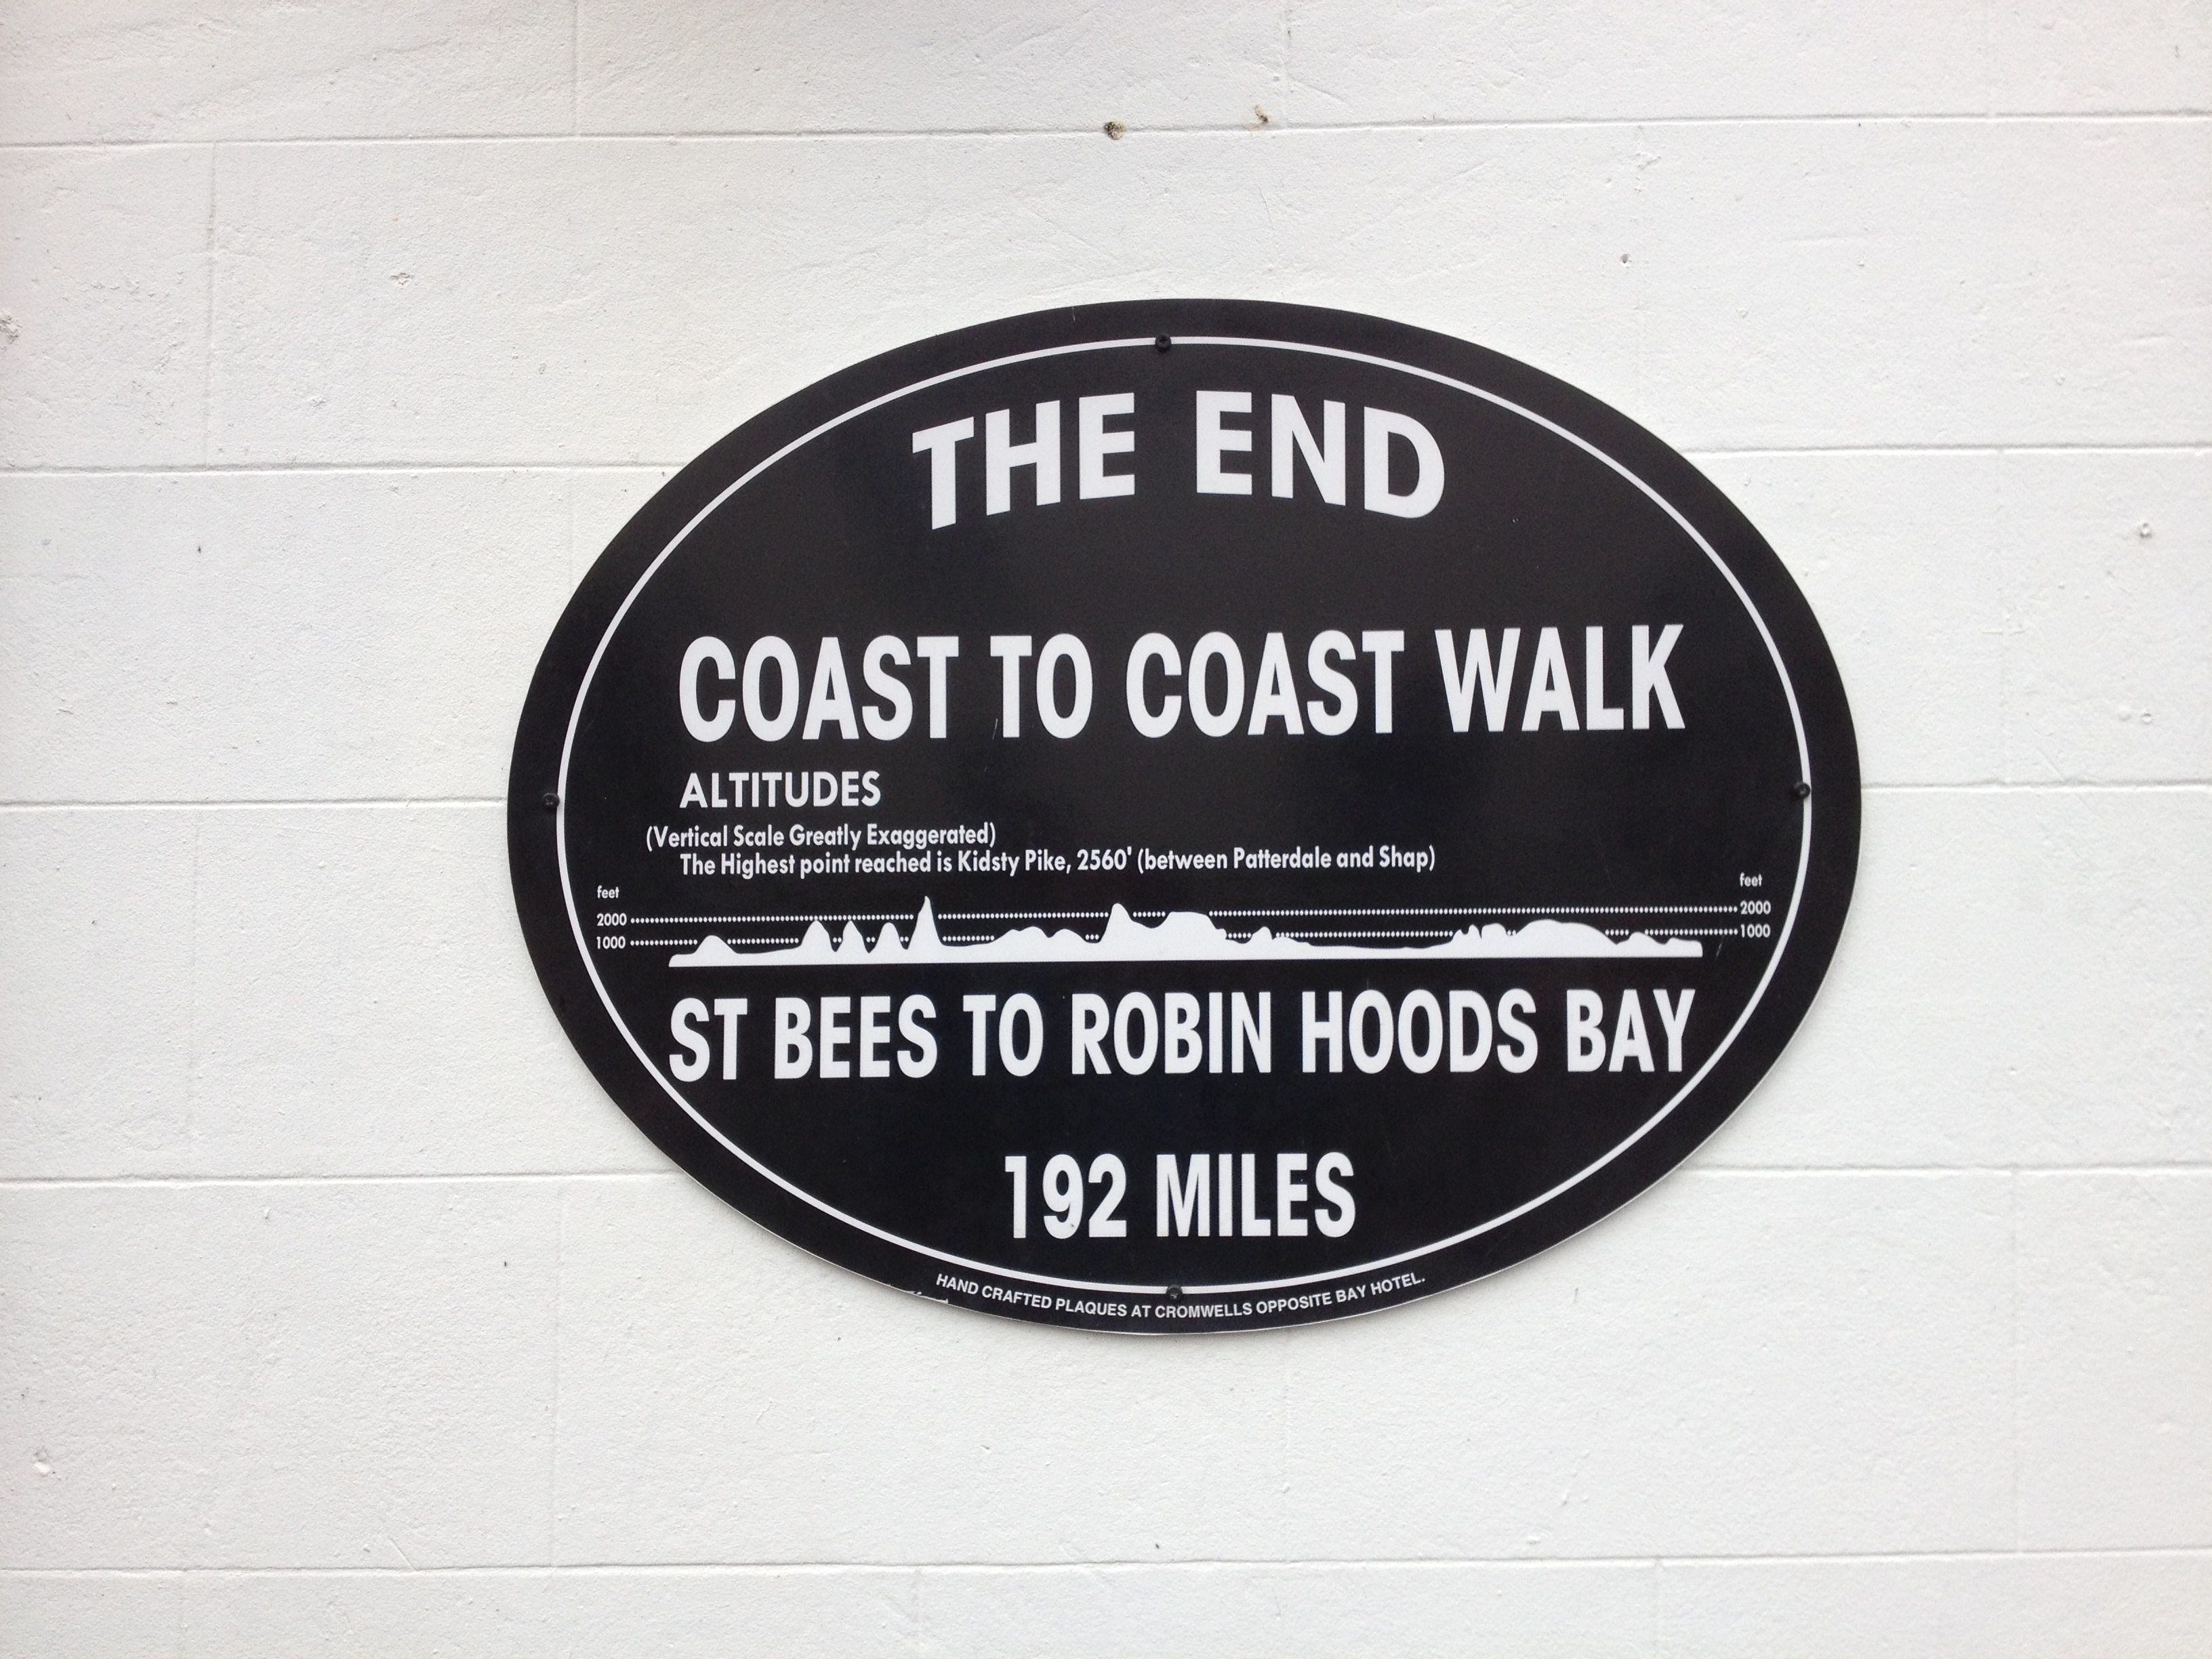 THE END
COAST TO COAST WALK
ALTITUDES
(Vertical Scale Greatly Exaggerated)
The Highest point reached is Kidsty Pike, 2560' (between Patterdale and Shap)
feet feet
2000 2000
1000 1000
ST BEES TO ROBIN HOODS BAY
192 MILES
HAND CRAFTED PLAQUES AT CROMWELLS OPPOSITE BAY HOTEL.